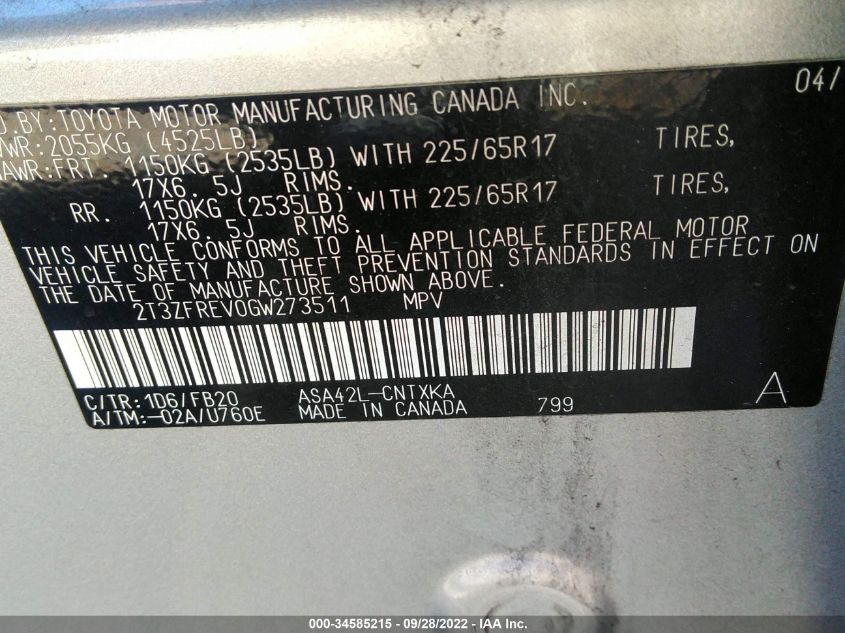 04/
D.BY:TOYOTA MOTOR MANUFACTURING CANADA INC.
WR:2055KG (4525LB)
AWR:FRT. 1150KG (2535LB) WITH 225/65R17 TIRES,
17X6. 5J RIMS.
RR. 1150KG (2535LB) WITH 225/65R17 TIRES,
17X6. 5J RIMS.
THIS VEHICLE CONFORMS TO ALL APPLICABLE FEDERAL MOTOR
VEHICLE SAFETY AND THEFT PREVENTION STANDARDS IN EFFECT ON
THE DATE OF MANUFACTURE SHOWN ABOVE.
2T3ZFREV0GW273511 MPV
C/TR:1D6/FB20 ASA42L-CNTXKA
A/TM:-02A/U760E MADE IN CANADA 799 A
000-34585215 - 09/28/2022 - IAA Inc.